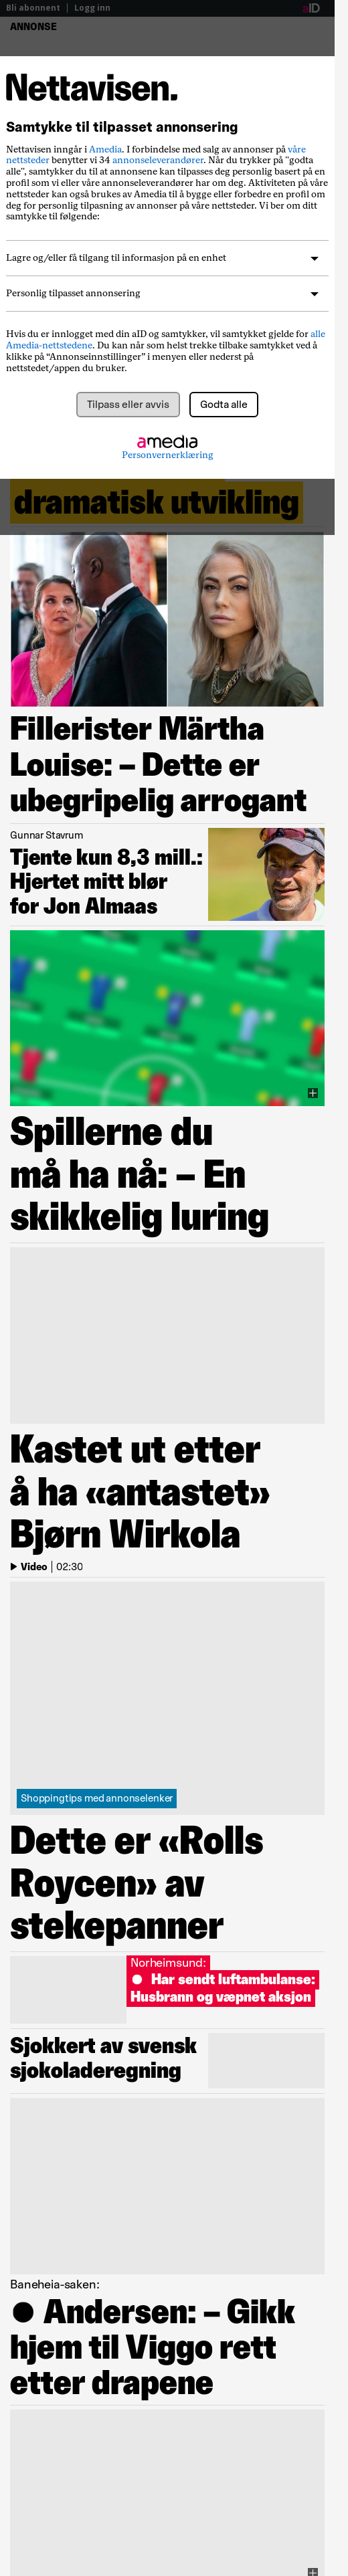 Bli abonnent | Logg inn
aID
ANNONSE
Nettavisen.
Samtykke til tilpasset annonsering
Nettavisen inngår i Amedia. I forbindelse med salg av annonser på våre
nettsteder benytter vi 34 annonseleverandører. Når du trykker på "godta
alle", samtykker du til at annonsene kan tilpasses deg personlig basert på en
profil som vi eller våre annonseleverandører har om deg. Aktiviteten på våre
nettsteder kan også brukes av Amedia til å bygge eller forbedre en profil om
deg for personlig tilpasning av annonser på våre nettsteder. Vi ber om ditt
samtykke til følgende:
Lagre og/eller få tilgang til informasjon på en enhet
Personlig tilpasset annonsering
Hvis du er innlogget med din aID og samtykker, vil samtykket gjelde for alle
Amedia-nettstedene. Du kan når som helst trekke tilbake samtykket ved å
klikke på “Annonseinnstillinger” i menyen eller nederst på
nettstedet/appen du bruker.
Tilpass eller avvis
Godta alle
amedia
Personvernerklæring
dramatisk utvikling
Fillerister Märtha
Louise: – Dette er
ubegripelig arrogant
Gunnar Stavrum
Tjente kun 8,3 mill.:
Hjertet mitt blør
for Jon Almaas
Spillerne du
må ha nå: – En
skikkelig luring
Kastet ut etter
å ha «antastet»
Bjørn Wirkola
Video | 02:30
Shoppingtips med annonselenker
Dette er «Rolls
Roycen» av
stekepanner
Norheimsund:
Har sendt luftambulanse:
Husbrann og væpnet aksjon
Sjokkert av svensk
sjokoladeregning
Baneheia-saken:
Andersen: – Gikk
hjem til Viggo rett
etter drapene